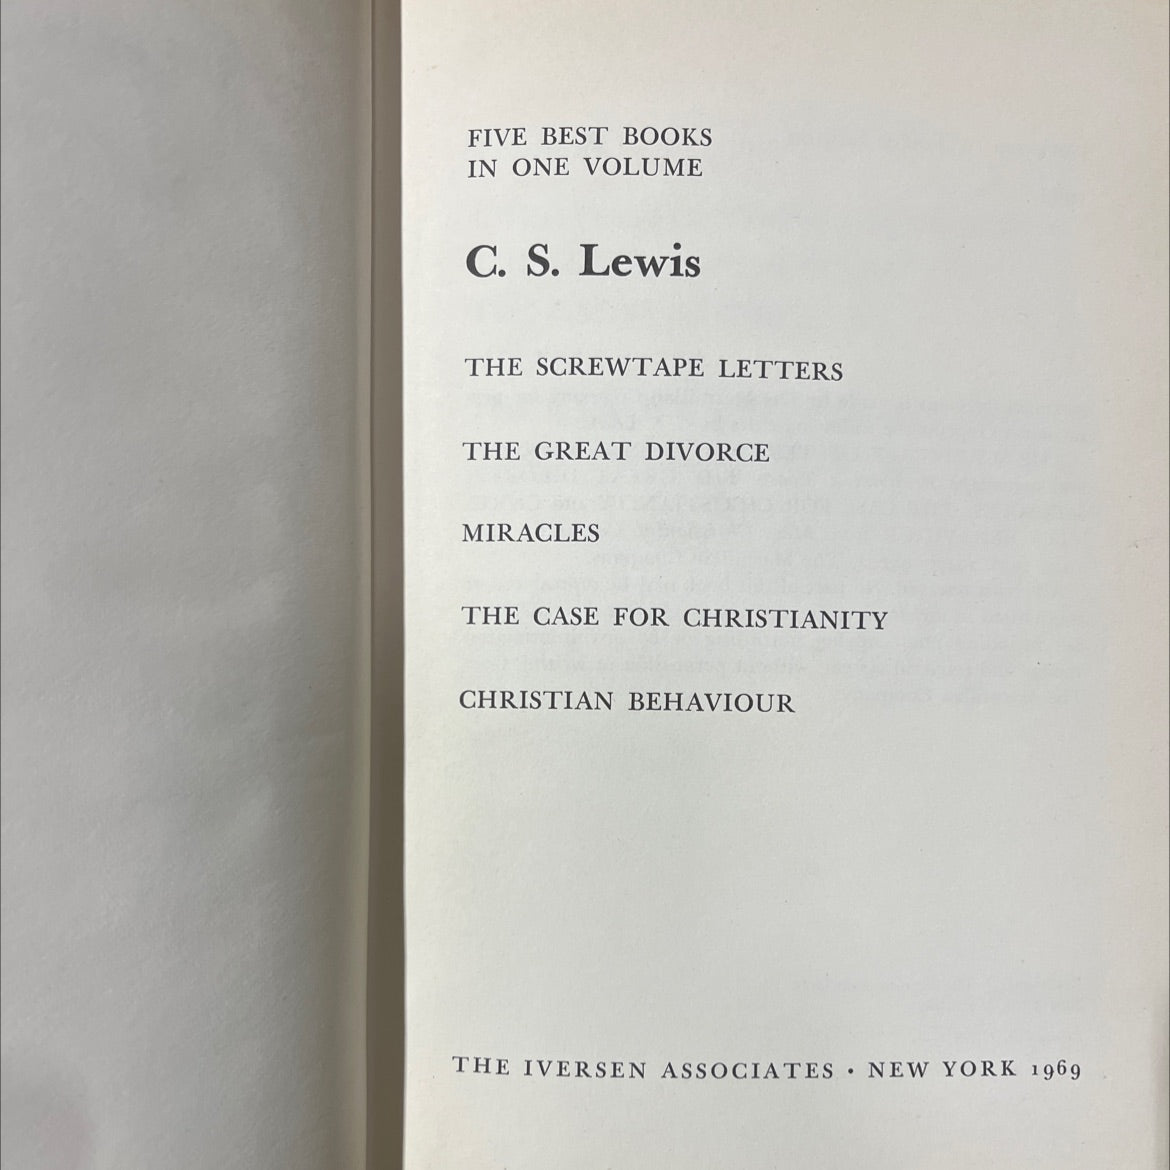 FIVE BEST BOOKS
IN ONE VOLUME
C. S. Lewis
THE SCREWTAPE LETTERS
THE GREAT DIVORCE
MIRACLES
THE CASE FOR CHRISTIANITY
CHRISTIAN BEHAVIOUR
THE IVERSEN ASSOCIATES · NEW YORK 1969